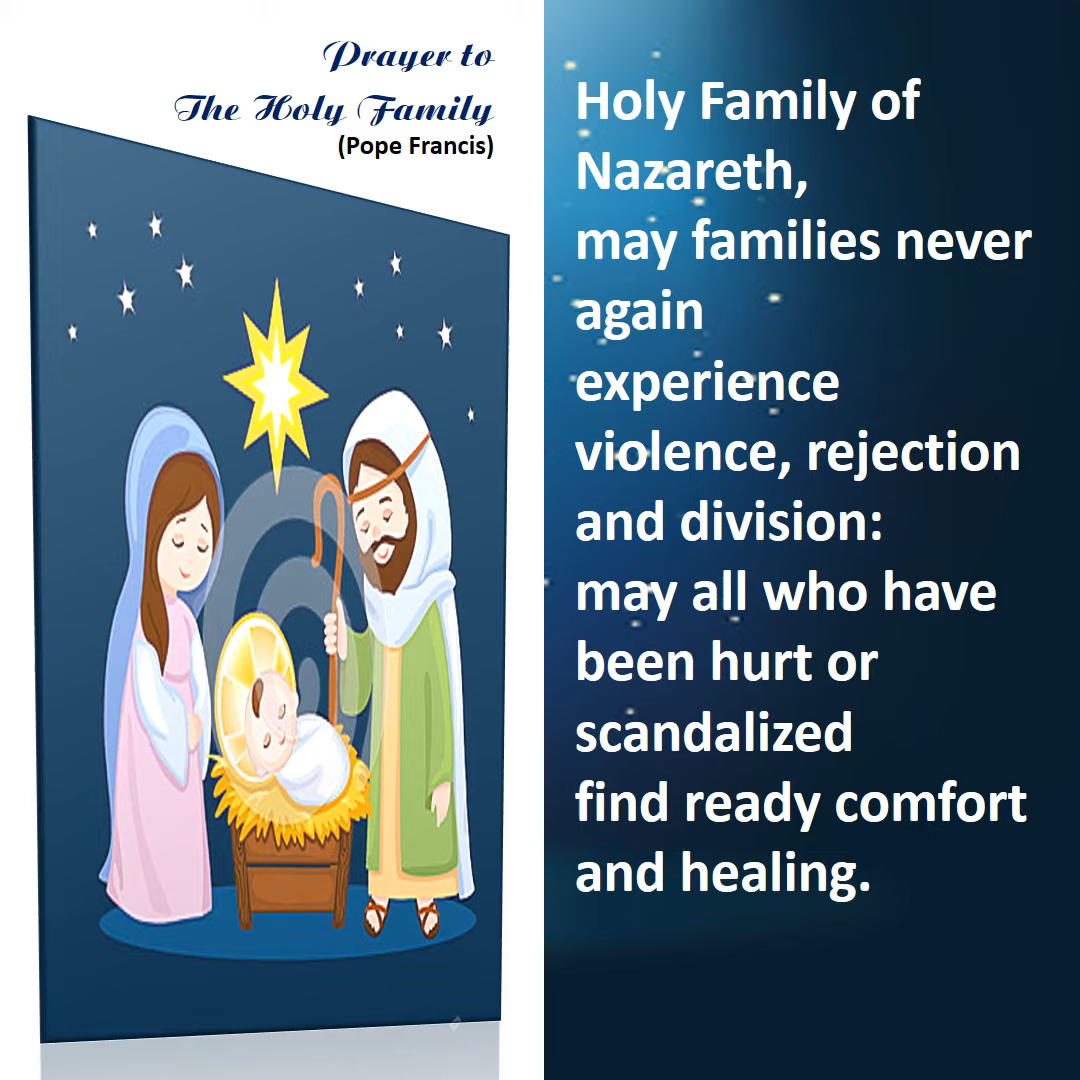 Prayer to
The Holy Family
(Pope Francis)
Holy Family of
Nazareth,
may families never
again
experience
violence, rejection
and division:
may all who have
been hurt or
scandalized
find ready comfort
and healing.